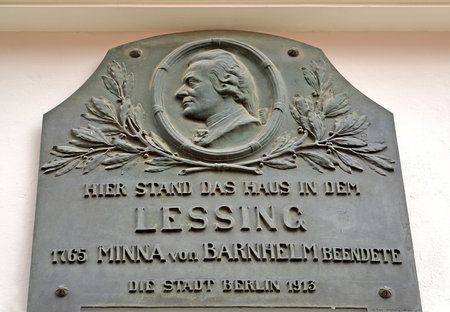 HIER STAND DAS HAUS IN DEM
LESSING
1765 MINNA von BARNHELM BEENDETE
DIE STADT BERLIN 1913